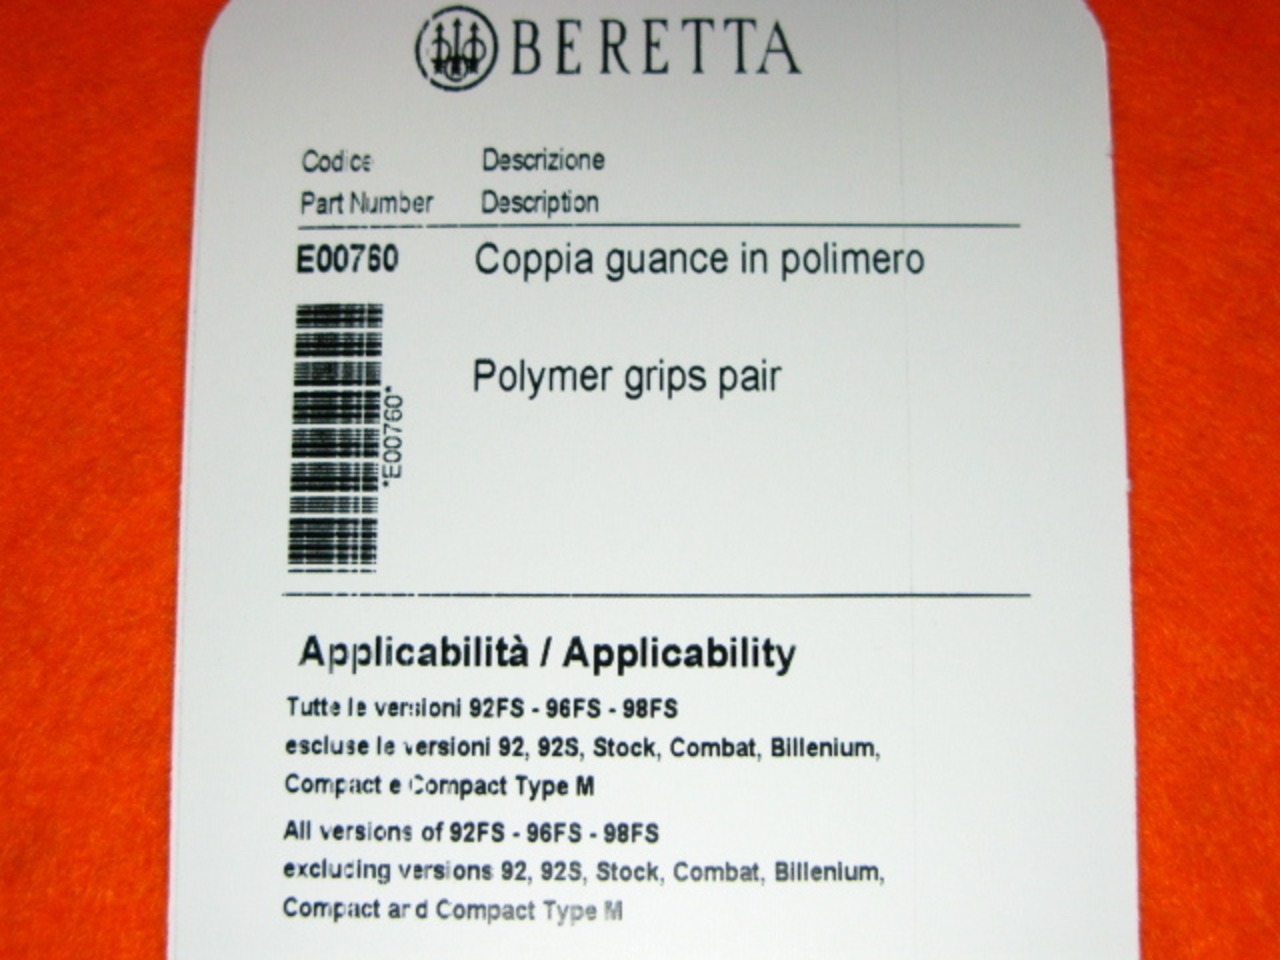 BERETTA
Codice Descrizione
Part Number Description
E00760 Coppia guance in polimero
*E00760*
Polymer grips pair
Applicabilità / Applicability
Tutte le versioni 92FS - 96FS - 98FS
escluse le versioni 92, 92S, Stock, Combat, Billenium,
Compact e Compact Type M
All versions of 92FS - 96FS - 98FS
excluding versions 92, 92S, Stock, Combat, Billenium,
Compact and Compact Type M